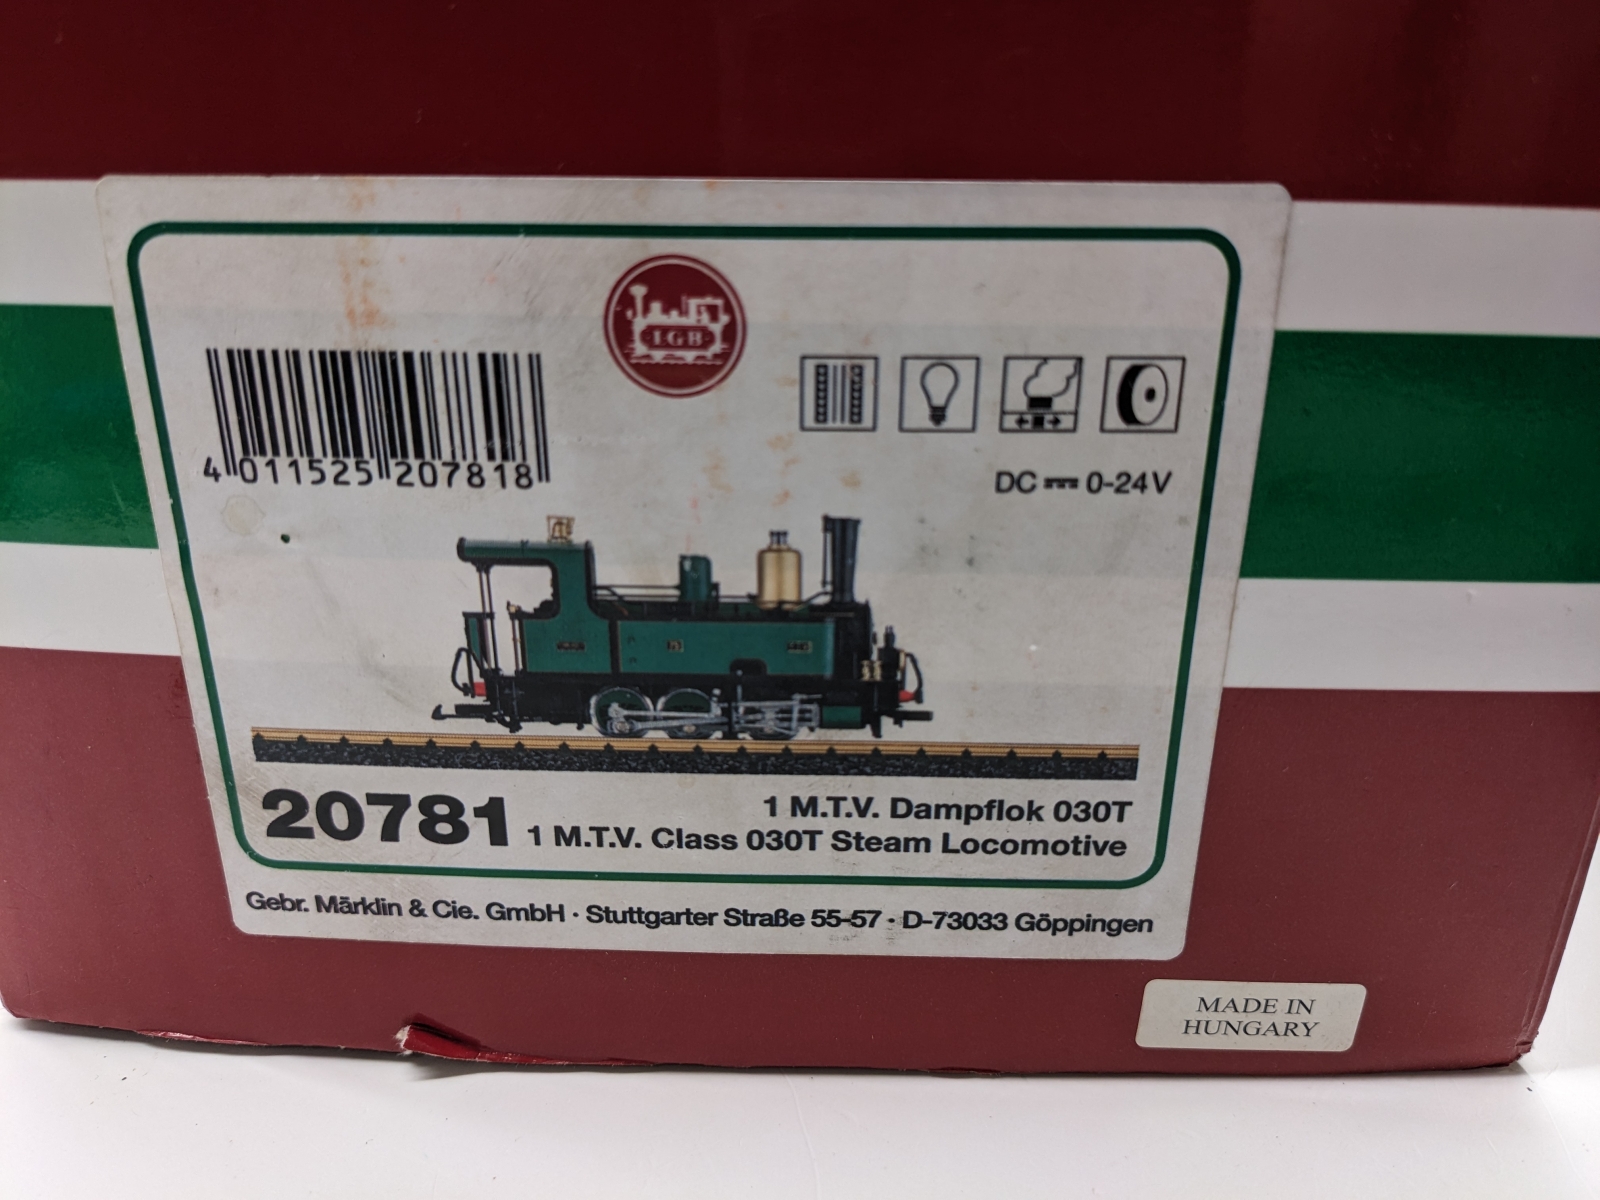 LGB
4 011525 207818
DC 0-24V
20781
1 M.T.V. Dampflok 030T
1 M.T.V. Class 030T Steam Locomotive
Gebr. Märklin & Cie. GmbH · Stuttgarter Straße 55-57 · D-73033 Göppingen
MADE IN
HUNGARY